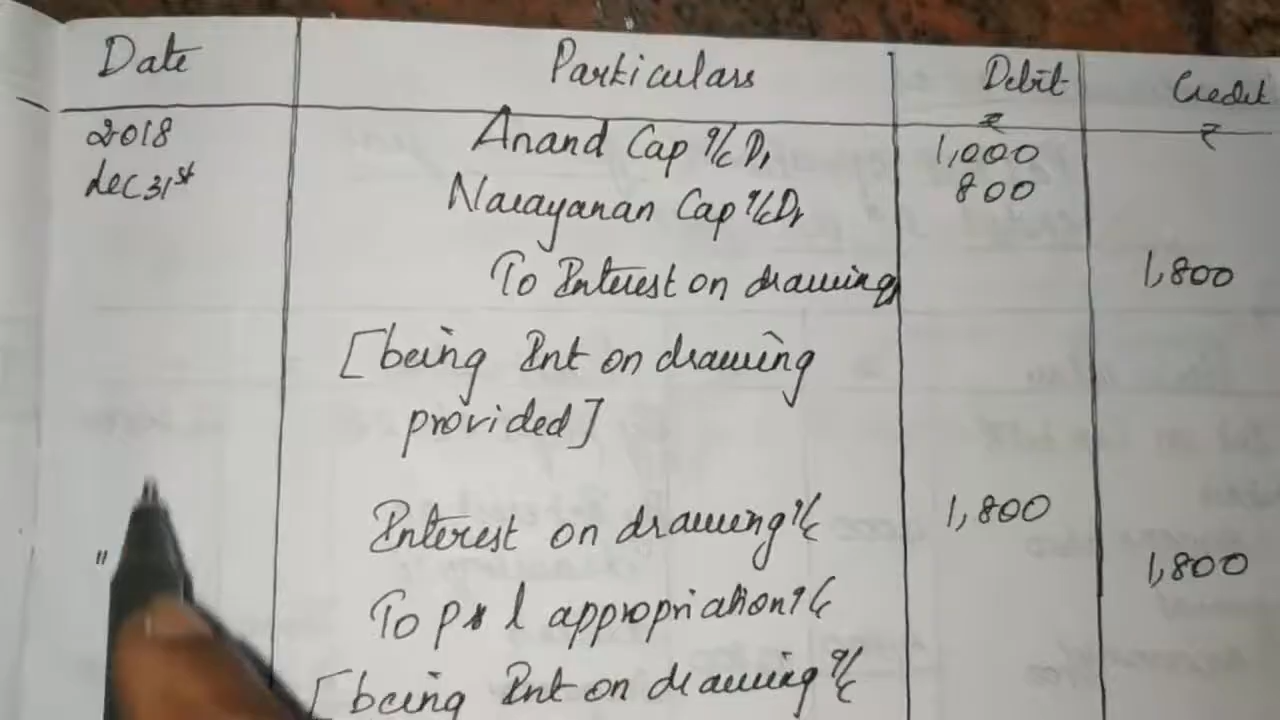 Date Particulars Debit Credit
₹ ₹
2018 Anand Cap a/c Dr 1,000
dec 31st Narayanan Cap a/c Dr 800
To Interest on drawing 1,800
[being Int on drawing
provided]
Interest on drawing a/c 1,800
" To P & l appropriation a/c 1,800
[being Int on drawing a/c